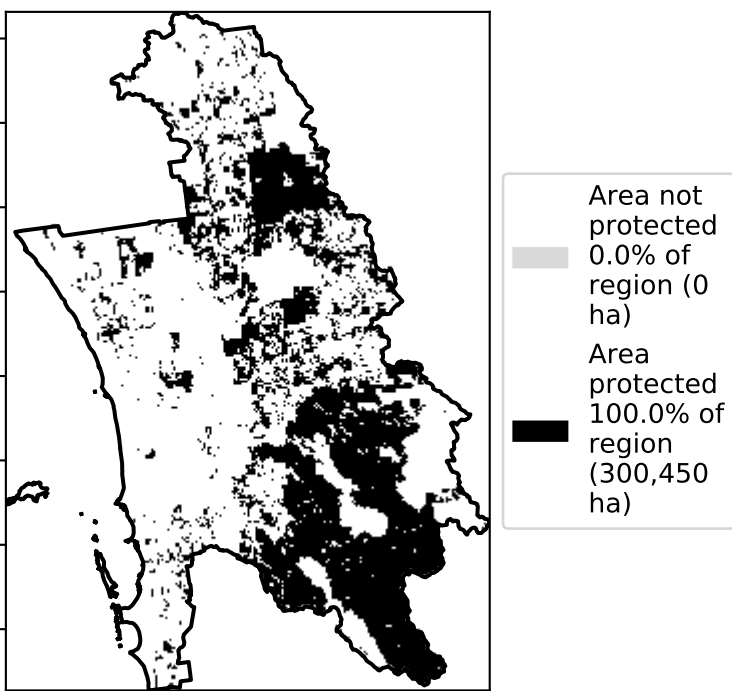 Area not
protected
0.0% of
region (0
ha)
Area
protected
100.0% of
region
(300,450
ha)